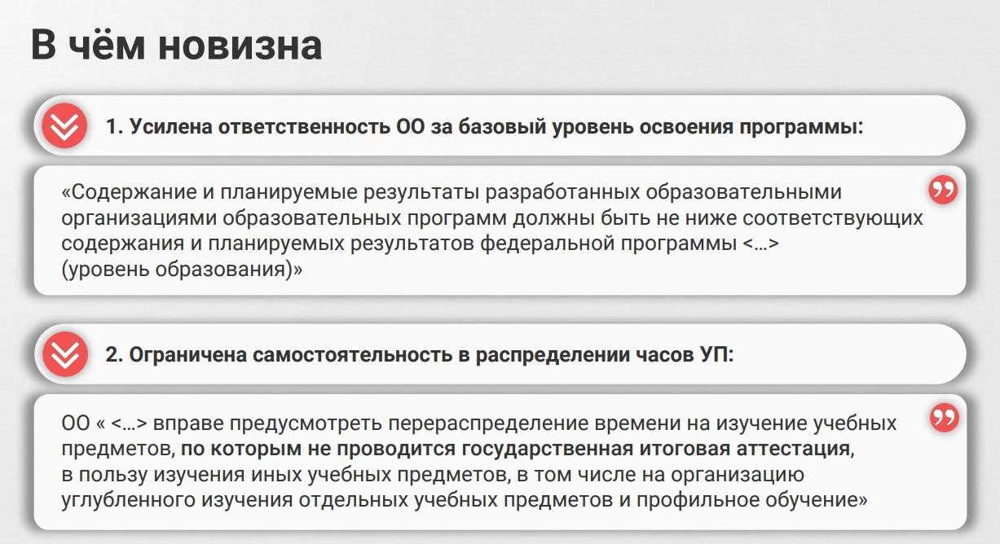 В чём новизна
1. Усилена ответственность ОО за базовый уровень освоения программы:
«Содержание и планируемые результаты разработанных образовательными
организациями образовательных программ должны быть не ниже соответствующих
содержания и планируемых результатов федеральной программы <…>
(уровень образования)»
2. Ограничена самостоятельность в распределении часов УП:
ОО « <…> вправе предусмотреть перераспределение времени на изучение учебных
предметов, по которым не проводится государственная итоговая аттестация,
в пользу изучения иных учебных предметов, в том числе на организацию
углубленного изучения отдельных учебных предметов и профильное обучение»